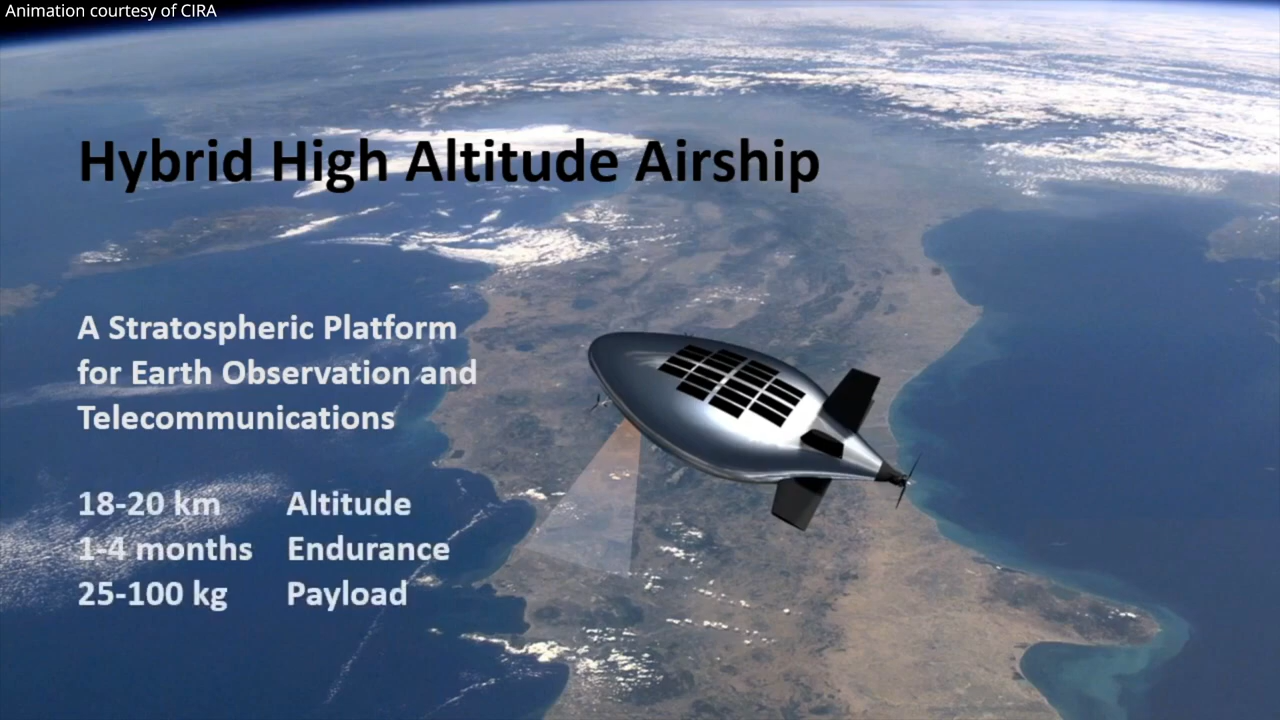 Animation courtesy of CIRA
Hybrid High Altitude Airship
A Stratospheric Platform
for Earth Observation and
Telecommunications
18-20 km Altitude
1-4 months Endurance
25-100 kg Payload